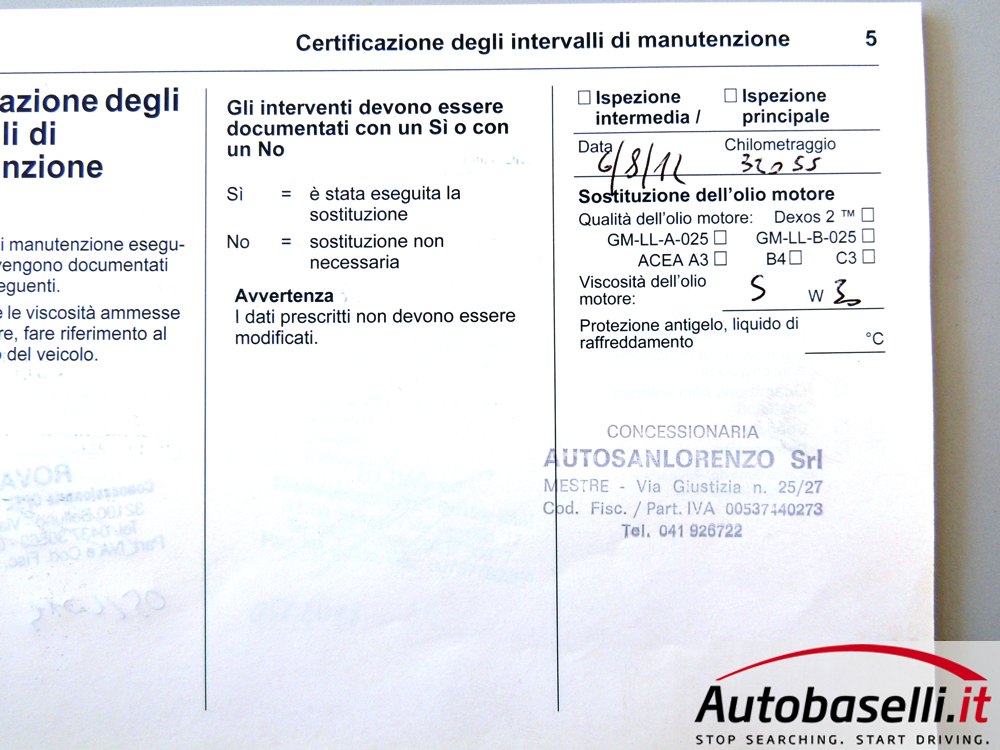 Certificazione degli intervalli di manutenzione 5
azione degli
li di
nzione
i manutenzione esegu-
vengono documentati
eguenti.
e le viscosità ammesse
re, fare riferimento al
o del veicolo.
Gli interventi devono essere
documentati con un Sì o con
un No
Sì = è stata eseguita la
sostituzione
No = sostituzione non
necessaria
Avvertenza
I dati prescritti non devono essere
modificati.
☐ Ispezione intermedia / ☐ Ispezione principale
Data Chilometraggio
6/8/12 32055
Sostituzione dell'olio motore
Qualità dell'olio motore: Dexos 2 ™ ☐
GM-LL-A-025 ☐ GM-LL-B-025 ☐
ACEA A3 ☐ B4 ☐ C3 ☐
Viscosità dell'olio
motore: 5 W 30
Protezione antigelo, liquido di
raffreddamento °C
CONCESSIONARIA
AUTOSANLORENZO Srl
MESTRE - Via Giustizia n. 25/27
Cod. Fisc. / Part. IVA 00537440273
Tel. 041 926722
Autobaselli.it
STOP SEARCHING. START DRIVING.